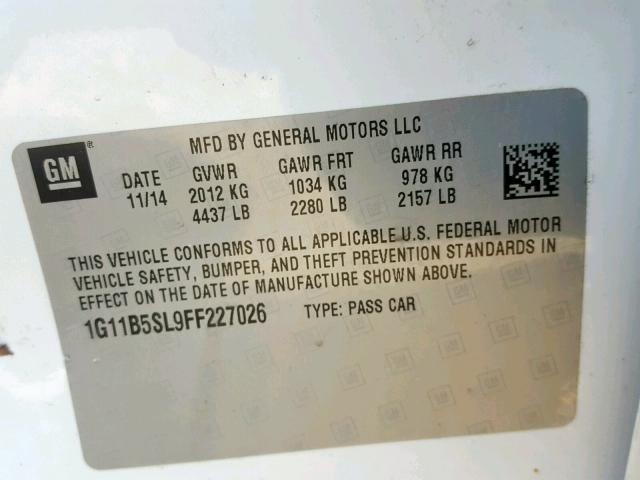 GM®
MFD BY GENERAL MOTORS LLC
DATE GVWR GAWR FRT GAWR RR
11/14 2012 KG 1034 KG 978 KG
4437 LB 2280 LB 2157 LB
THIS VEHICLE CONFORMS TO ALL APPLICABLE U.S. FEDERAL MOTOR
VEHICLE SAFETY, BUMPER, AND THEFT PREVENTION STANDARDS IN
EFFECT ON THE DATE OF MANUFACTURE SHOWN ABOVE.
1G11B5SL9FF227026 TYPE: PASS CAR